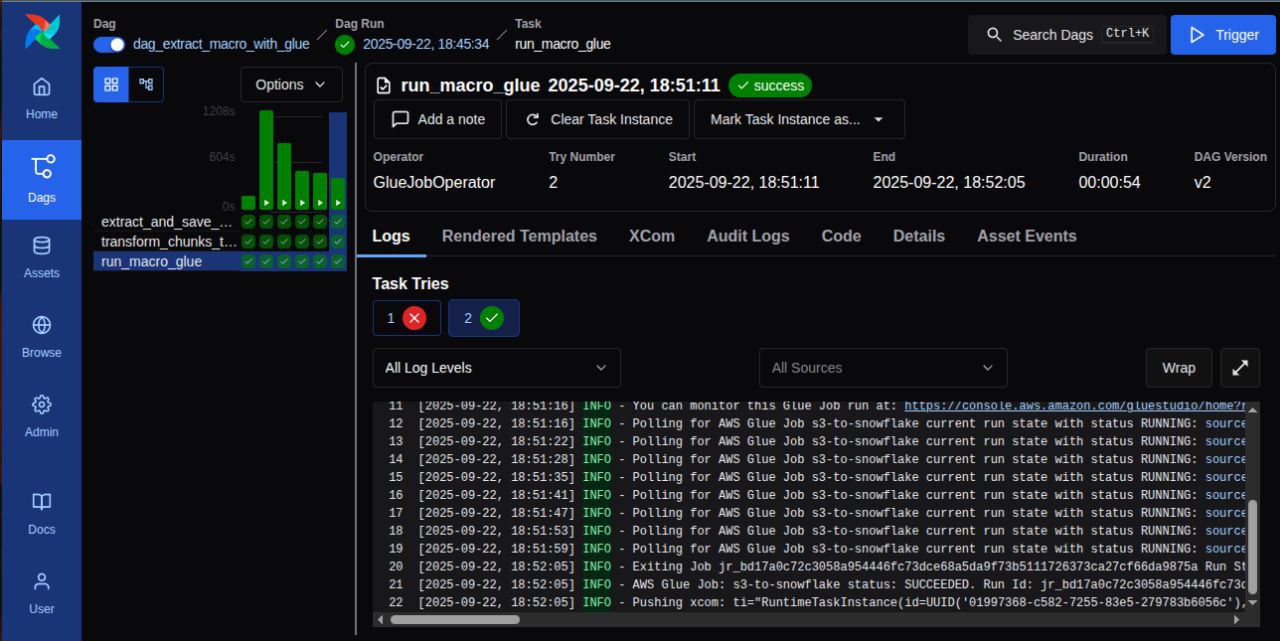 Dag
dag_extract_macro_with_glue
Dag Run
2025-09-22, 18:45:34
Task
run_macro_glue
Search Dags Ctrl+K
Trigger
Home
Dags
Assets
Browse
Admin
Docs
User
Options
1208s
604s
0s
extract_and_save_...
transform_chunks_t...
run_macro_glue
run_macro_glue 2025-09-22, 18:51:11 success
Add a note
Clear Task Instance
Mark Task Instance as...
Operator Try Number Start End Duration DAG Version
GlueJobOperator 2 2025-09-22, 18:51:11 2025-09-22, 18:52:05 00:00:54 v2
Logs Rendered Templates XCom Audit Logs Code Details Asset Events
Task Tries
1 2
All Log Levels All Sources Wrap
11 [2025-09-22, 18:51:16] INFO - You can monitor this Glue Job run at: https://console.aws.amazon.com/gluestudio/home?r
12 [2025-09-22, 18:51:16] INFO - Polling for AWS Glue Job s3-to-snowflake current run state with status RUNNING: source
13 [2025-09-22, 18:51:22] INFO - Polling for AWS Glue Job s3-to-snowflake current run state with status RUNNING: source
14 [2025-09-22, 18:51:28] INFO - Polling for AWS Glue Job s3-to-snowflake current run state with status RUNNING: source
15 [2025-09-22, 18:51:35] INFO - Polling for AWS Glue Job s3-to-snowflake current run state with status RUNNING: source
16 [2025-09-22, 18:51:41] INFO - Polling for AWS Glue Job s3-to-snowflake current run state with status RUNNING: source
17 [2025-09-22, 18:51:47] INFO - Polling for AWS Glue Job s3-to-snowflake current run state with status RUNNING: source
18 [2025-09-22, 18:51:53] INFO - Polling for AWS Glue Job s3-to-snowflake current run state with status RUNNING: source
19 [2025-09-22, 18:51:59] INFO - Polling for AWS Glue Job s3-to-snowflake current run state with status RUNNING: source
20 [2025-09-22, 18:52:05] INFO - Exiting Job jr_bd17a0c72c3058a954446fc73dce68a5da9f73b5111726373ca27cf66da9875a Run St
21 [2025-09-22, 18:52:05] INFO - AWS Glue Job: s3-to-snowflake status: SUCCEEDED. Run Id: jr_bd17a0c72c3058a954446fc73d
22 [2025-09-22, 18:52:05] INFO - Pushing xcom: ti="RuntimeTaskInstance(id=UUID('01997368-c582-7255-83e5-279783b6056c'),